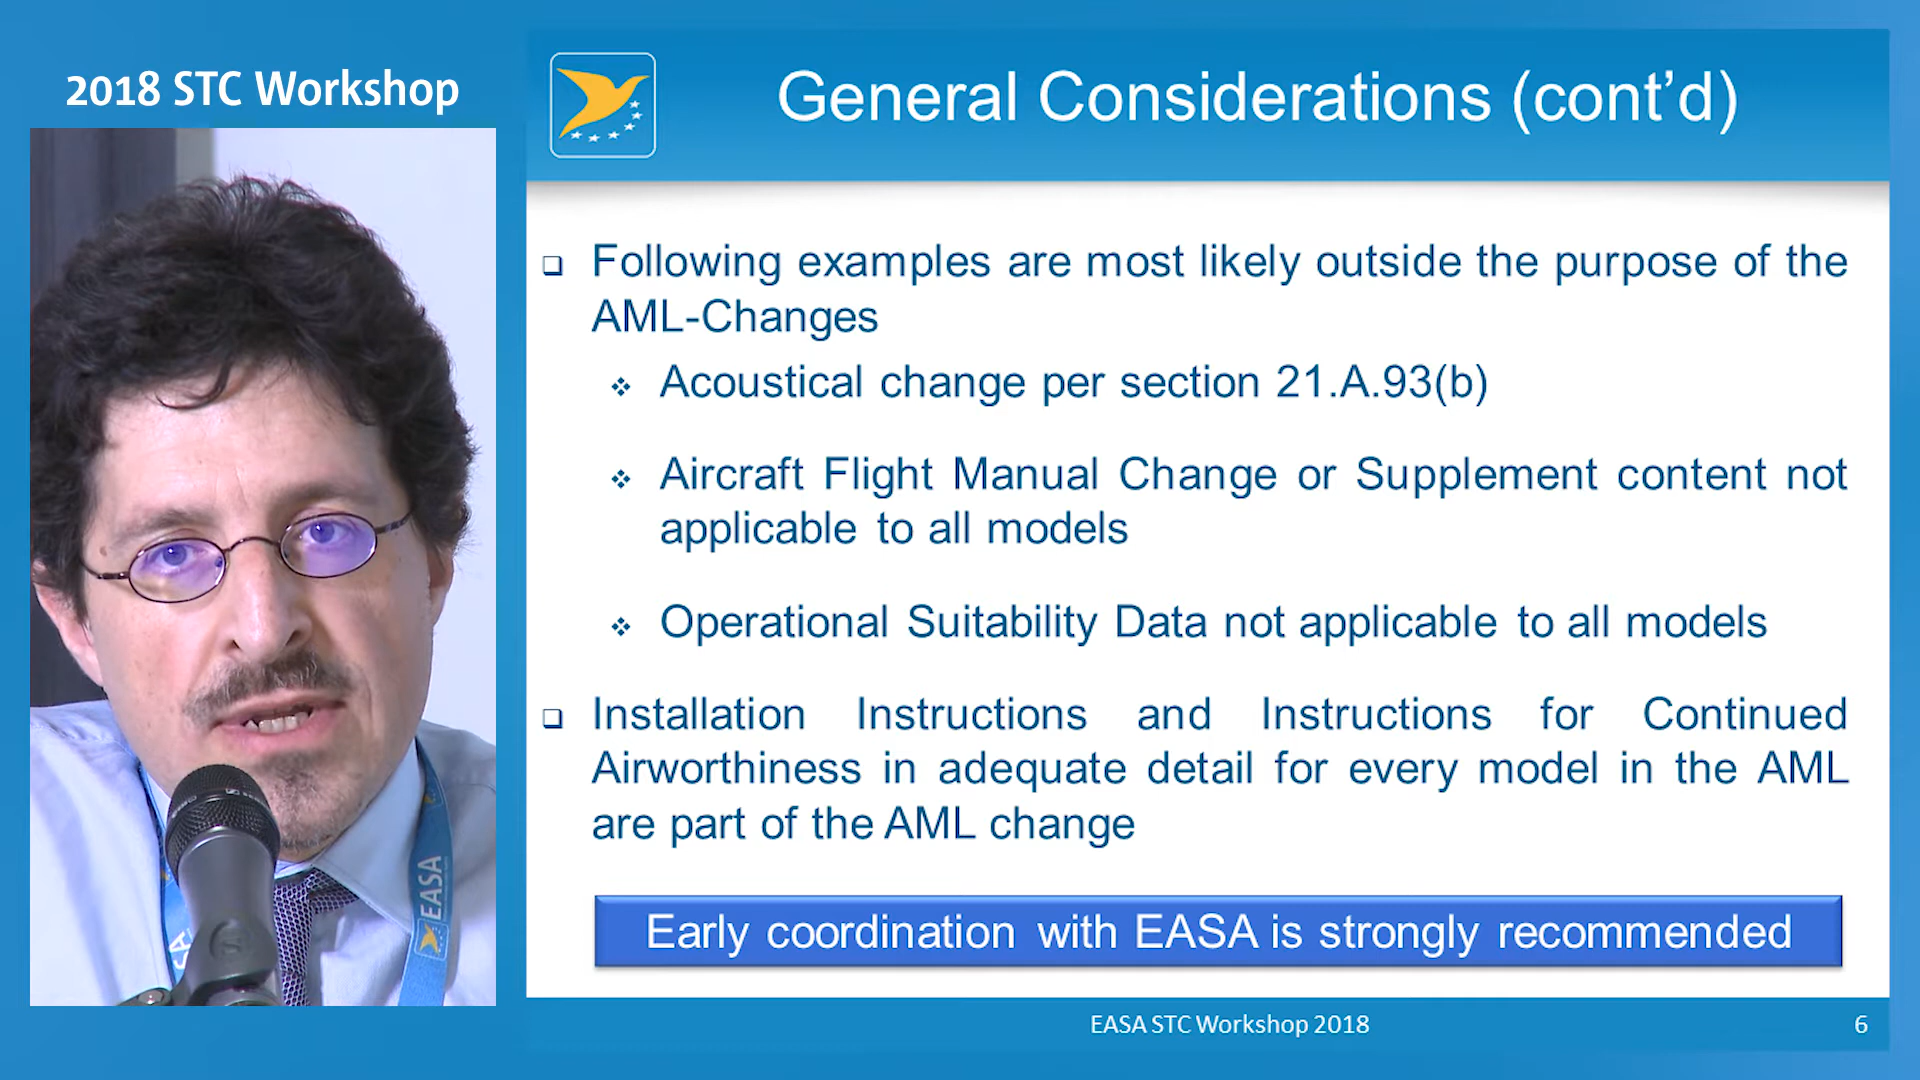 2018 STC Workshop
General Considerations (cont’d)
❑ Following examples are most likely outside the purpose of the
AML-Changes
❖ Acoustical change per section 21.A.93(b)
❖ Aircraft Flight Manual Change or Supplement content not
applicable to all models
❖ Operational Suitability Data not applicable to all models
❑ Installation Instructions and Instructions for Continued
Airworthiness in adequate detail for every model in the AML
are part of the AML change
Early coordination with EASA is strongly recommended
EASA STC Workshop 2018
6
EASA